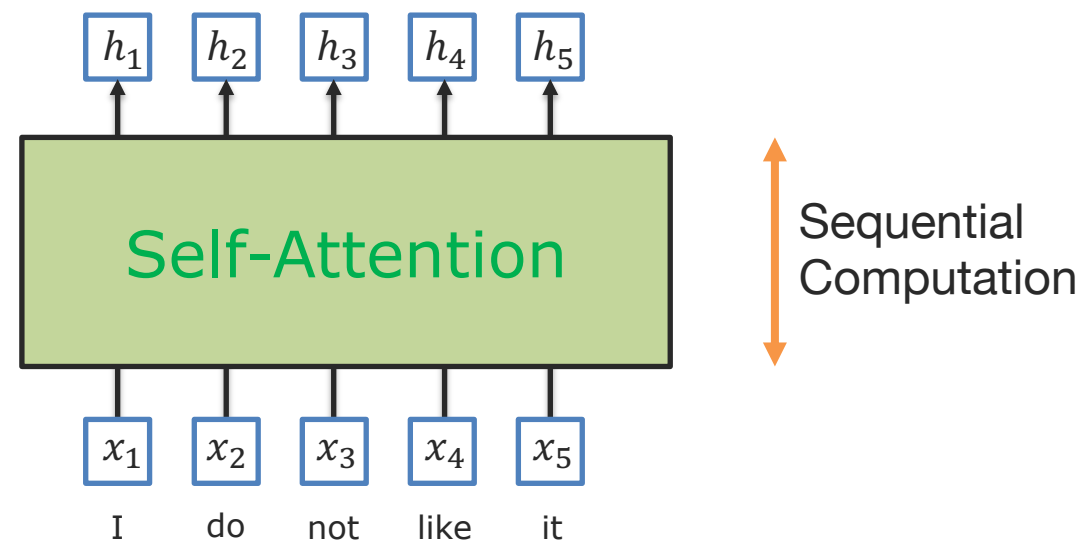 h₁ h₂ h₃ h₄ h₅
Self-Attention
Sequential
Computation
x₁ x₂ x₃ x₄ x₅
I do not like it